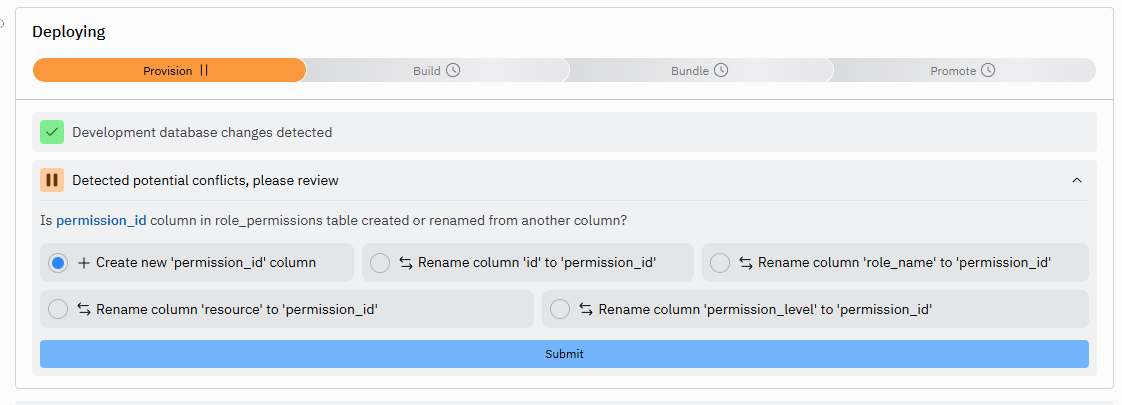 Deploying
Provision Build Bundle Promote
Development database changes detected
Detected potential conflicts, please review
Is permission_id column in role_permissions table created or renamed from another column?
Create new 'permission_id' column Rename column 'id' to 'permission_id' Rename column 'role_name' to 'permission_id'
Rename column 'resource' to 'permission_id' Rename column 'permission_level' to 'permission_id'
Submit